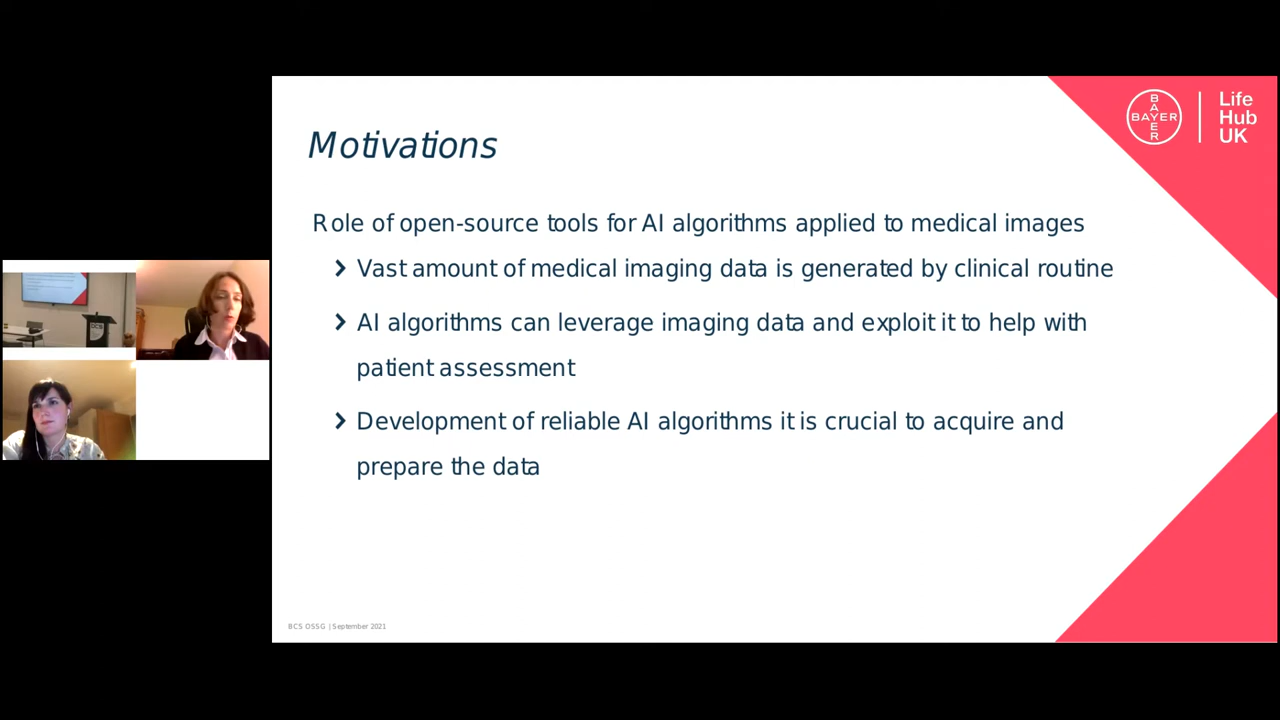 BAYER
BAYER
Life
Hub
UK
Motivations
Role of open-source tools for AI algorithms applied to medical images
Vast amount of medical imaging data is generated by clinical routine
AI algorithms can leverage imaging data and exploit it to help with
patient assessment
Development of reliable AI algorithms it is crucial to acquire and
prepare the data
BCS
BCS OSSG | September 2021